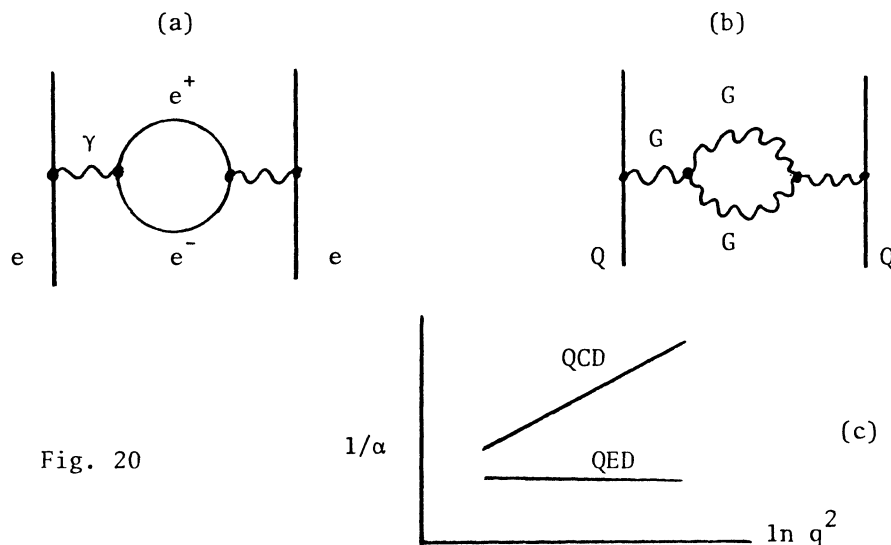 (a)
(b)
e⁺
γ
e⁻
e
e
G
G
G
Q
Q
QCD
QED
1/α
(c)
ln q²
Fig. 20